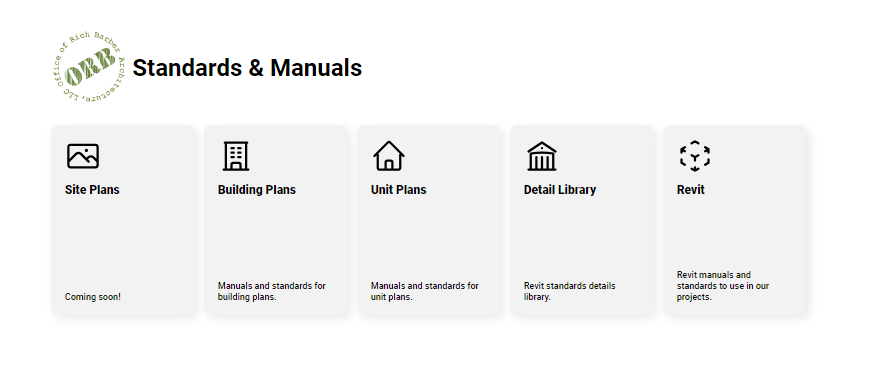 Office of Rich Barber Architecture, LLC
ORB
Standards & Manuals
Site Plans
Coming soon!
Building Plans
Manuals and standards for
building plans.
Unit Plans
Manuals and standards for
unit plans.
Detail Library
Revit standards details
library.
Revit
Revit manuals and
standards to use in our
projects.